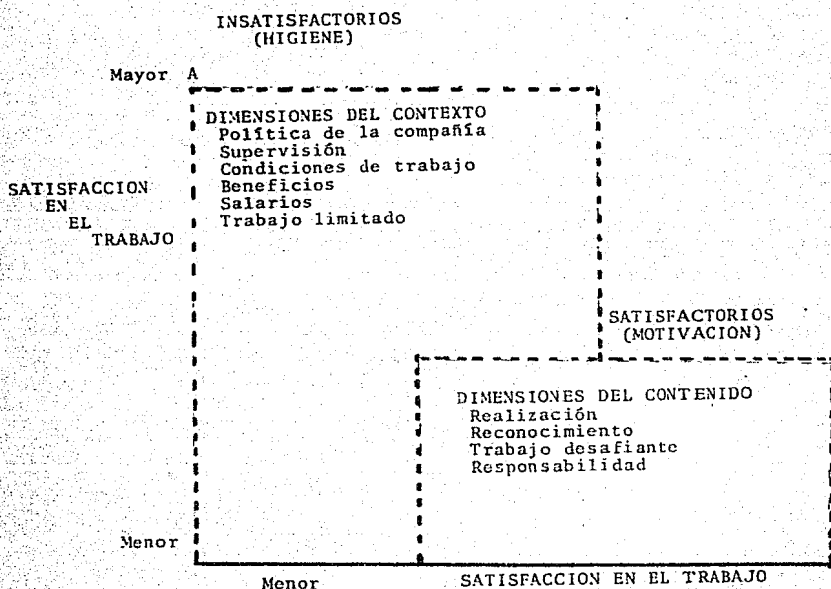 INSATISFACTORIOS
(HIGIENE)
Mayor A
DIMENSIONES DEL CONTEXTO
Política de la compañía
Supervisión
Condiciones de trabajo
Beneficios
Salarios
Trabajo limitado
SATISFACCION
EN
EL
TRABAJO
SATISFACTORIOS
(MOTIVACION)
DIMENSIONES DEL CONTENIDO
Realización
Reconocimiento
Trabajo desafiante
Responsabilidad
Menor
Menor
SATISFACCION EN EL TRABAJO